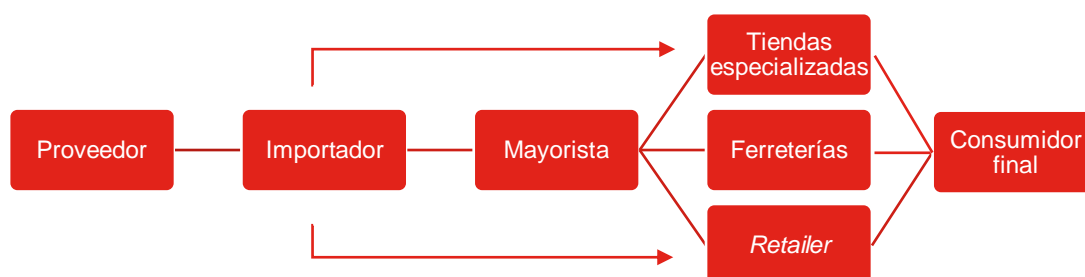 Tiendas
especializadas
Proveedor
Importador
Mayorista
Ferreterías
Consumidor
final
Retailer